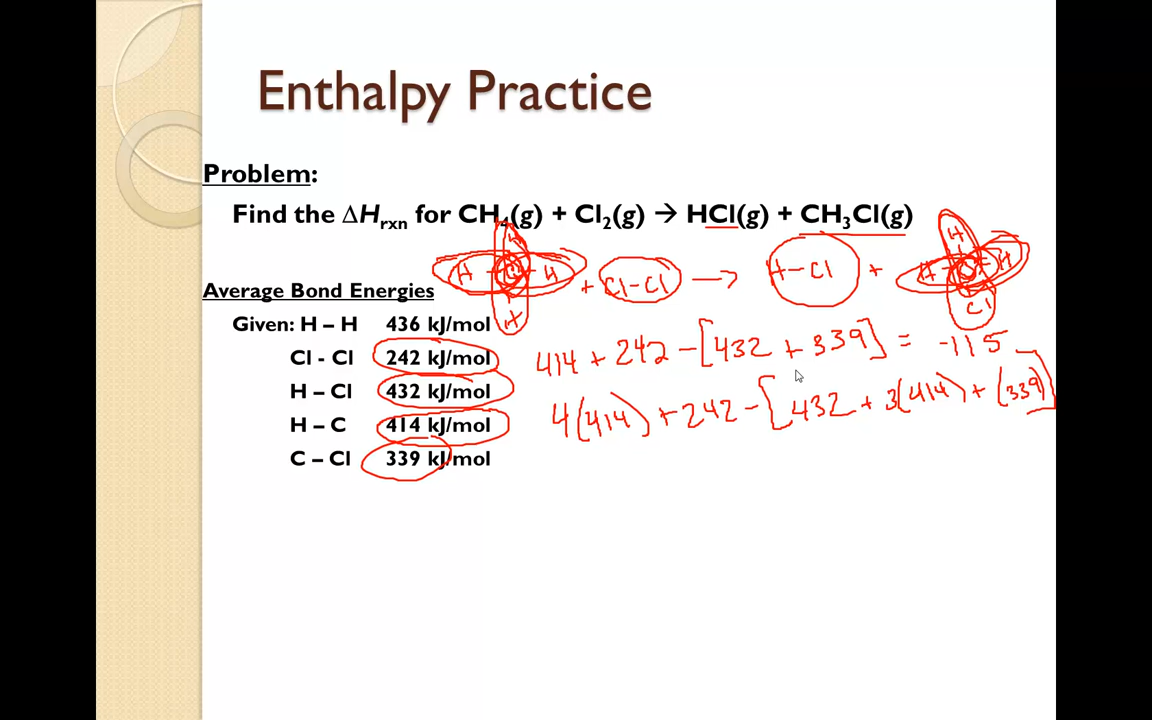 Enthalpy Practice
Problem:
Find the ΔHrxn for CH4(g) + Cl2(g) → HCl(g) + CH3Cl(g)
H
H - C - H + Cl-Cl → H-Cl + H - C - H
H
H
Cl
Average Bond Energies
Given: H – H 436 kJ/mol
Cl - Cl 242 kJ/mol
H – Cl 432 kJ/mol
H – C 414 kJ/mol
C – Cl 339 kJ/mol
414 + 242 - [432 + 339] = -115
4(414) + 242 - [432 + 3(414) + (339)]